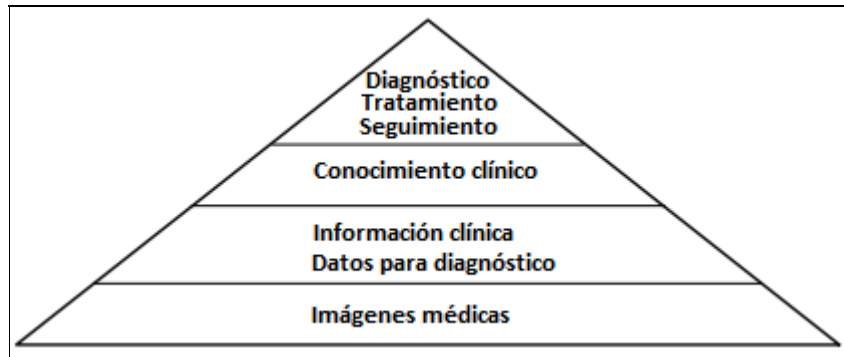 Diagnóstico
Tratamiento
Seguimiento
Conocimiento clínico
Información clínica
Datos para diagnóstico
Imágenes médicas